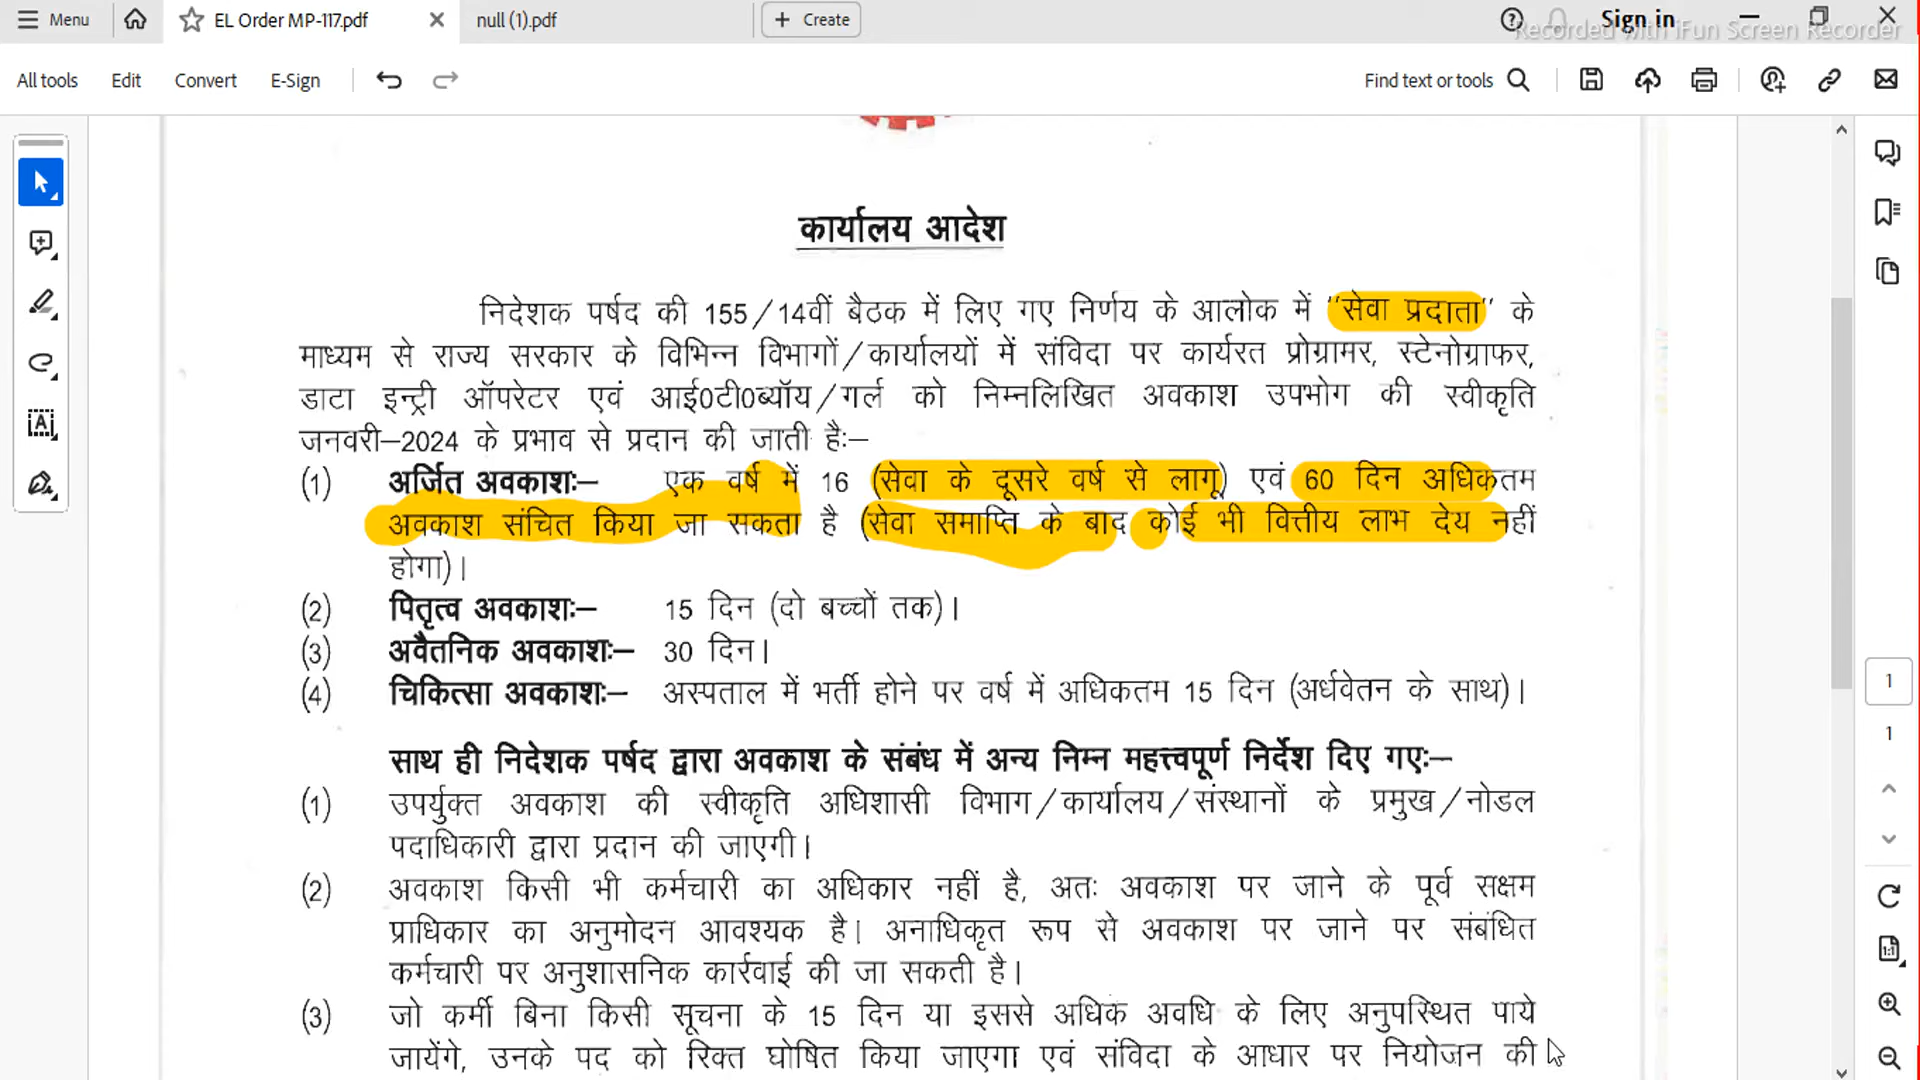 Menu
EL Order MP-117.pdf
null (1).pdf
Create
Sign in
Recorded with iFun Screen Recorder
All tools
Edit
Convert
E-Sign
Find text or tools
कार्यालय आदेश
निदेशक पर्षद की 155/14वीं बैठक में लिए गए निर्णय के आलोक में "सेवा प्रदाता" के
माध्यम से राज्य सरकार के विभिन्न विभागों/कार्यालयों में संविदा पर कार्यरत प्रोग्रामर, स्टेनोग्राफर,
डाटा इन्ट्री ऑपरेटर एवं आई0टी0ब्यॉय/गर्ल को निम्नलिखित अवकाश उपभोग की स्वीकृति
जनवरी–2024 के प्रभाव से प्रदान की जाती हैः–
(1) अर्जित अवकाशः– एक वर्ष में 16 (सेवा के दूसरे वर्ष से लागू) एवं 60 दिन अधिकतम
अवकाश संचित किया जा सकता है (सेवा समाप्ति के बाद कोई भी वित्तीय लाभ देय नहीं
होगा)।
(2) पितृत्व अवकाशः– 15 दिन (दो बच्चों तक)।
(3) अवैतनिक अवकाशः– 30 दिन।
(4) चिकित्सा अवकाशः– अस्पताल में भर्ती होने पर वर्ष में अधिकतम 15 दिन (अर्धवेतन के साथ)।
साथ ही निदेशक पर्षद द्वारा अवकाश के संबंध में अन्य निम्न महत्त्वपूर्ण निर्देश दिए गएः–
(1) उपर्युक्त अवकाश की स्वीकृति अधिशासी विभाग/कार्यालय/संस्थानों के प्रमुख/नोडल
पदाधिकारी द्वारा प्रदान की जाएगी।
(2) अवकाश किसी भी कर्मचारी का अधिकार नहीं है, अतः अवकाश पर जाने के पूर्व सक्षम
प्राधिकार का अनुमोदन आवश्यक है। अनाधिकृत रूप से अवकाश पर जाने पर संबंधित
कर्मचारी पर अनुशासनिक कार्रवाई की जा सकती है।
(3) जो कर्मी बिना किसी सूचना के 15 दिन या इससे अधिक अवधि के लिए अनुपस्थित पाये
जायेंगे, उनके पद को रिक्त घोषित किया जाएगा एवं संविदा के आधार पर नियोजन की
1
1